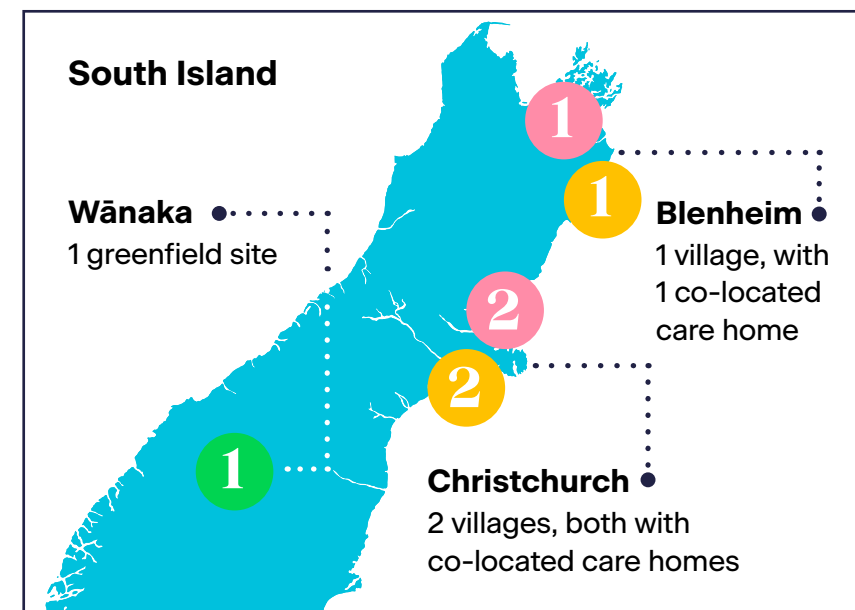 South Island
1
Wānaka
1 greenfield site
1
Blenheim
1 village, with
1 co-located
care home
2
2
1
Christchurch
2 villages, both with
co-located care homes